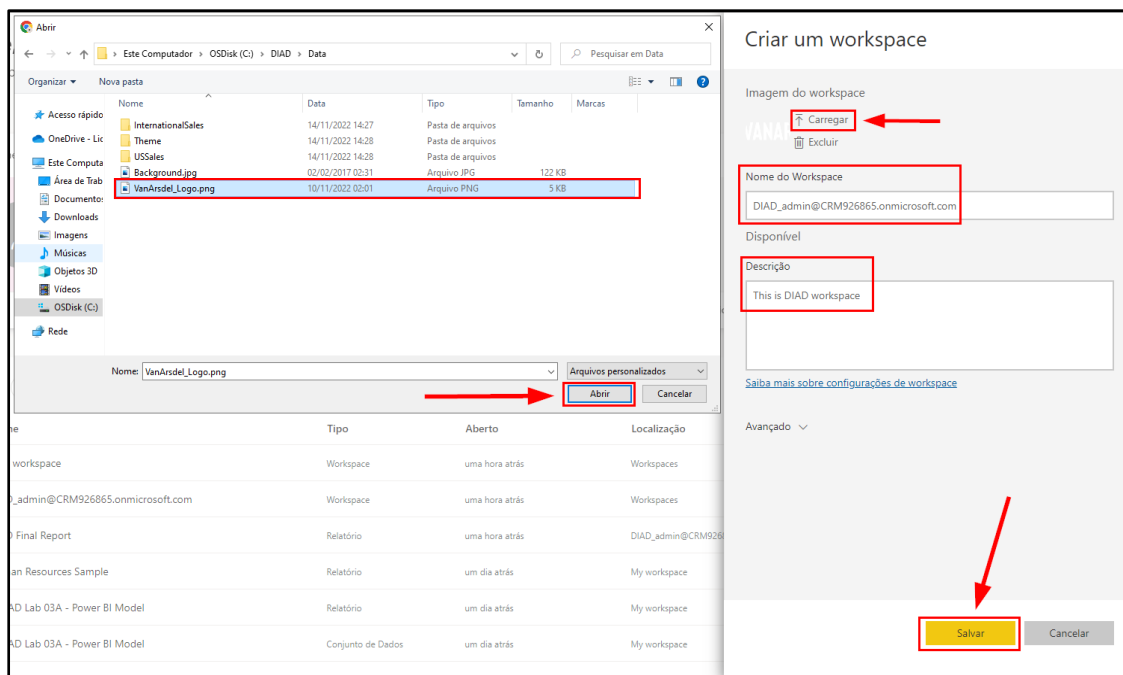 Abrir
Este Computador > OSDisk (C:) > DIAD > Data
Pesquisar em Data
Organizar
Nova pasta
Nome Data Tipo Tamanho Marcas
Acesso rápido
OneDrive - Lic
Este Computa
Área de Trab
Documento
Downloads
Imagens
Músicas
Objetos 3D
Vídeos
OSDisk (C:)
Rede
InternationalSales 14/11/2022 14:27 Pasta de arquivos
Theme 14/11/2022 14:28 Pasta de arquivos
USSales 14/11/2022 14:28 Pasta de arquivos
Background.jpg 02/02/2017 02:31 Arquivo JPG 122 KB
VanArsdel_Logo.png 10/11/2022 02:01 Arquivo PNG 5 KB
Nome: VanArsdel_Logo.png
Arquivos personalizados
Abrir Cancelar
Tipo Aberto Localização
workspace Workspace uma hora atrás Workspaces
_admin@CRM926865.onmicrosoft.com Workspace uma hora atrás Workspaces
Final Report Relatório uma hora atrás DIAD_admin@CRM926
an Resources Sample Relatório um dia atrás My workspace
AD Lab 03A - Power BI Model Relatório um dia atrás My workspace
AD Lab 03A - Power BI Model Conjunto de Dados um dia atrás My workspace
Criar um workspace
Imagem do workspace
VANA
Carregar
Excluir
Nome do Workspace
DIAD_admin@CRM926865.onmicrosoft.com
Disponível
Descrição
This is DIAD workspace
Saiba mais sobre configurações de workspace
Avançado
Salvar Cancelar